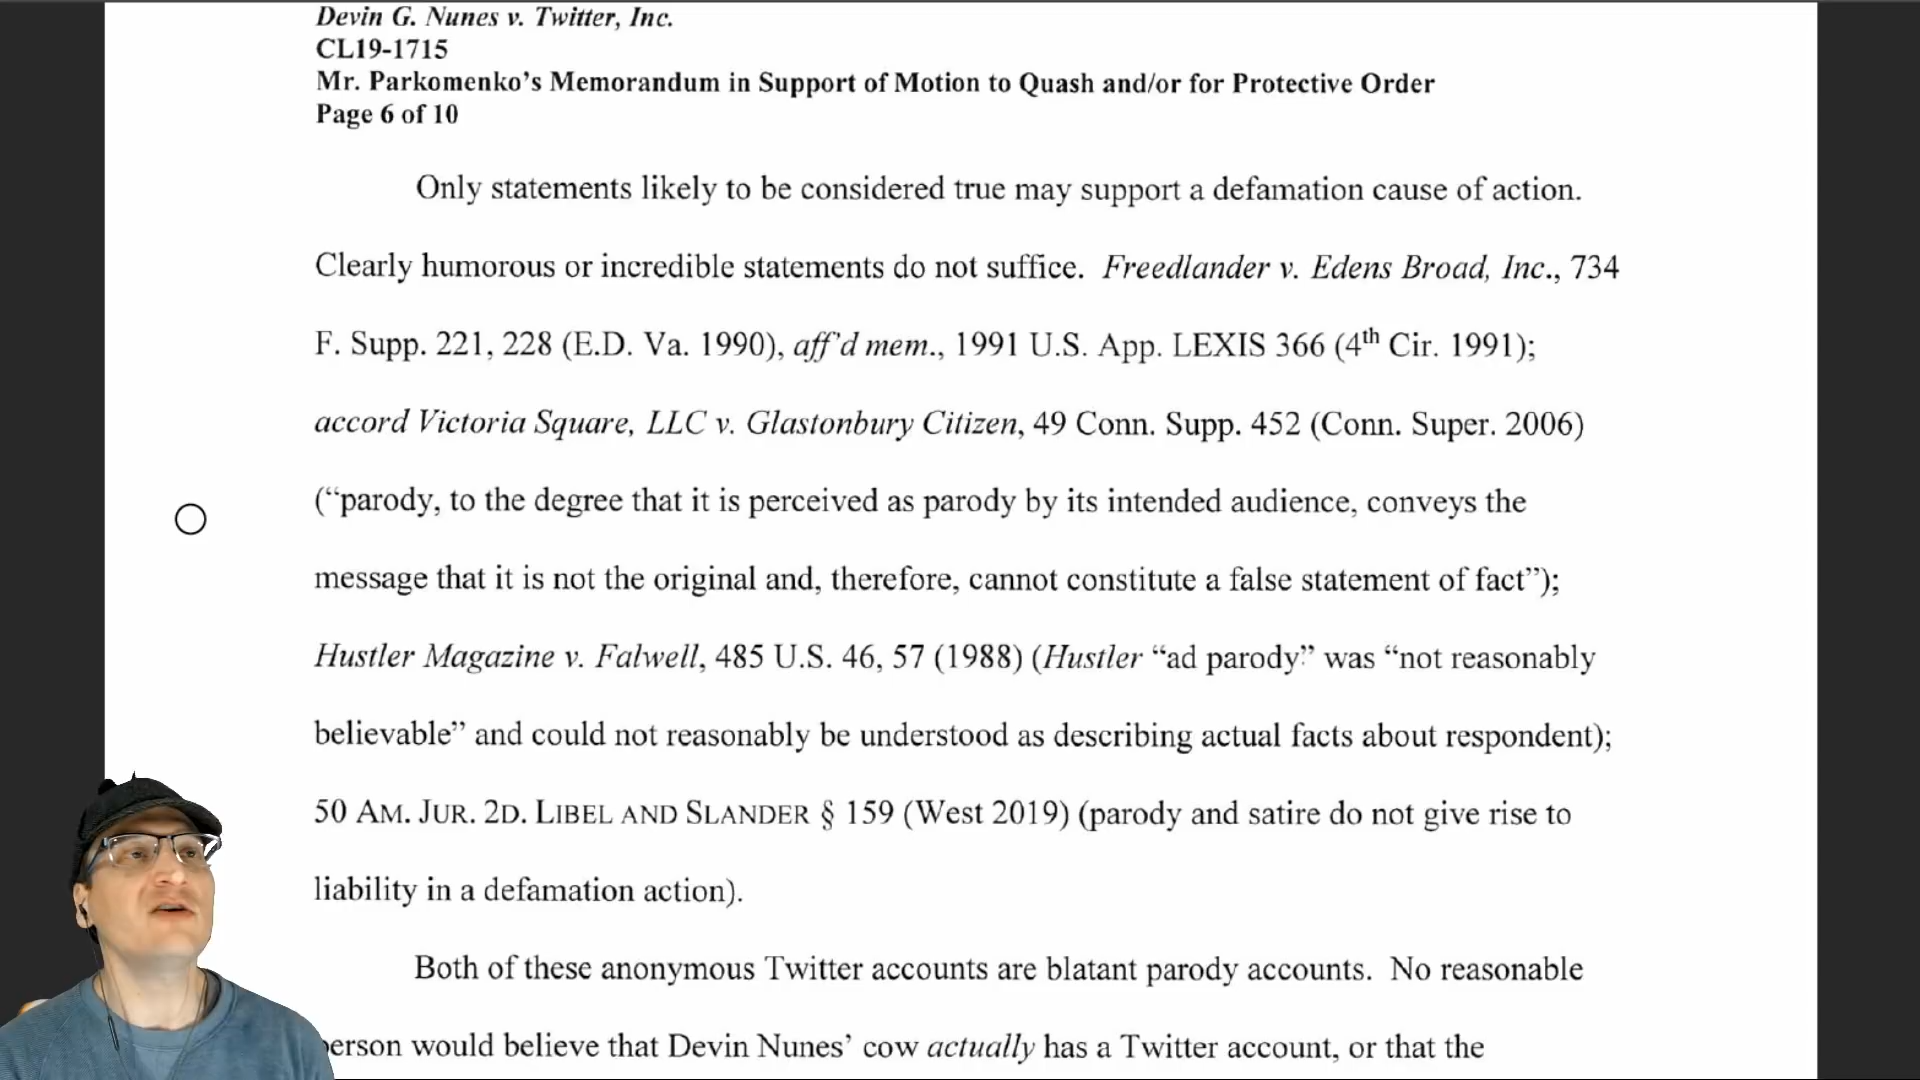 Devin G. Nunes v. Twitter, Inc.
CL19-1715
Mr. Parkomenko's Memorandum in Support of Motion to Quash and/or for Protective Order
Page 6 of 10
Only statements likely to be considered true may support a defamation cause of action.
Clearly humorous or incredible statements do not suffice. Freedlander v. Edens Broad, Inc., 734
F. Supp. 221, 228 (E.D. Va. 1990), aff'd mem., 1991 U.S. App. LEXIS 366 (4th Cir. 1991);
accord Victoria Square, LLC v. Glastonbury Citizen, 49 Conn. Supp. 452 (Conn. Super. 2006)
("parody, to the degree that it is perceived as parody by its intended audience, conveys the
message that it is not the original and, therefore, cannot constitute a false statement of fact");
Hustler Magazine v. Falwell, 485 U.S. 46, 57 (1988) (Hustler "ad parody" was "not reasonably
believable" and could not reasonably be understood as describing actual facts about respondent);
50 AM. JUR. 2D. LIBEL AND SLANDER § 159 (West 2019) (parody and satire do not give rise to
liability in a defamation action).
Both of these anonymous Twitter accounts are blatant parody accounts. No reasonable
person would believe that Devin Nunes' cow actually has a Twitter account, or that the